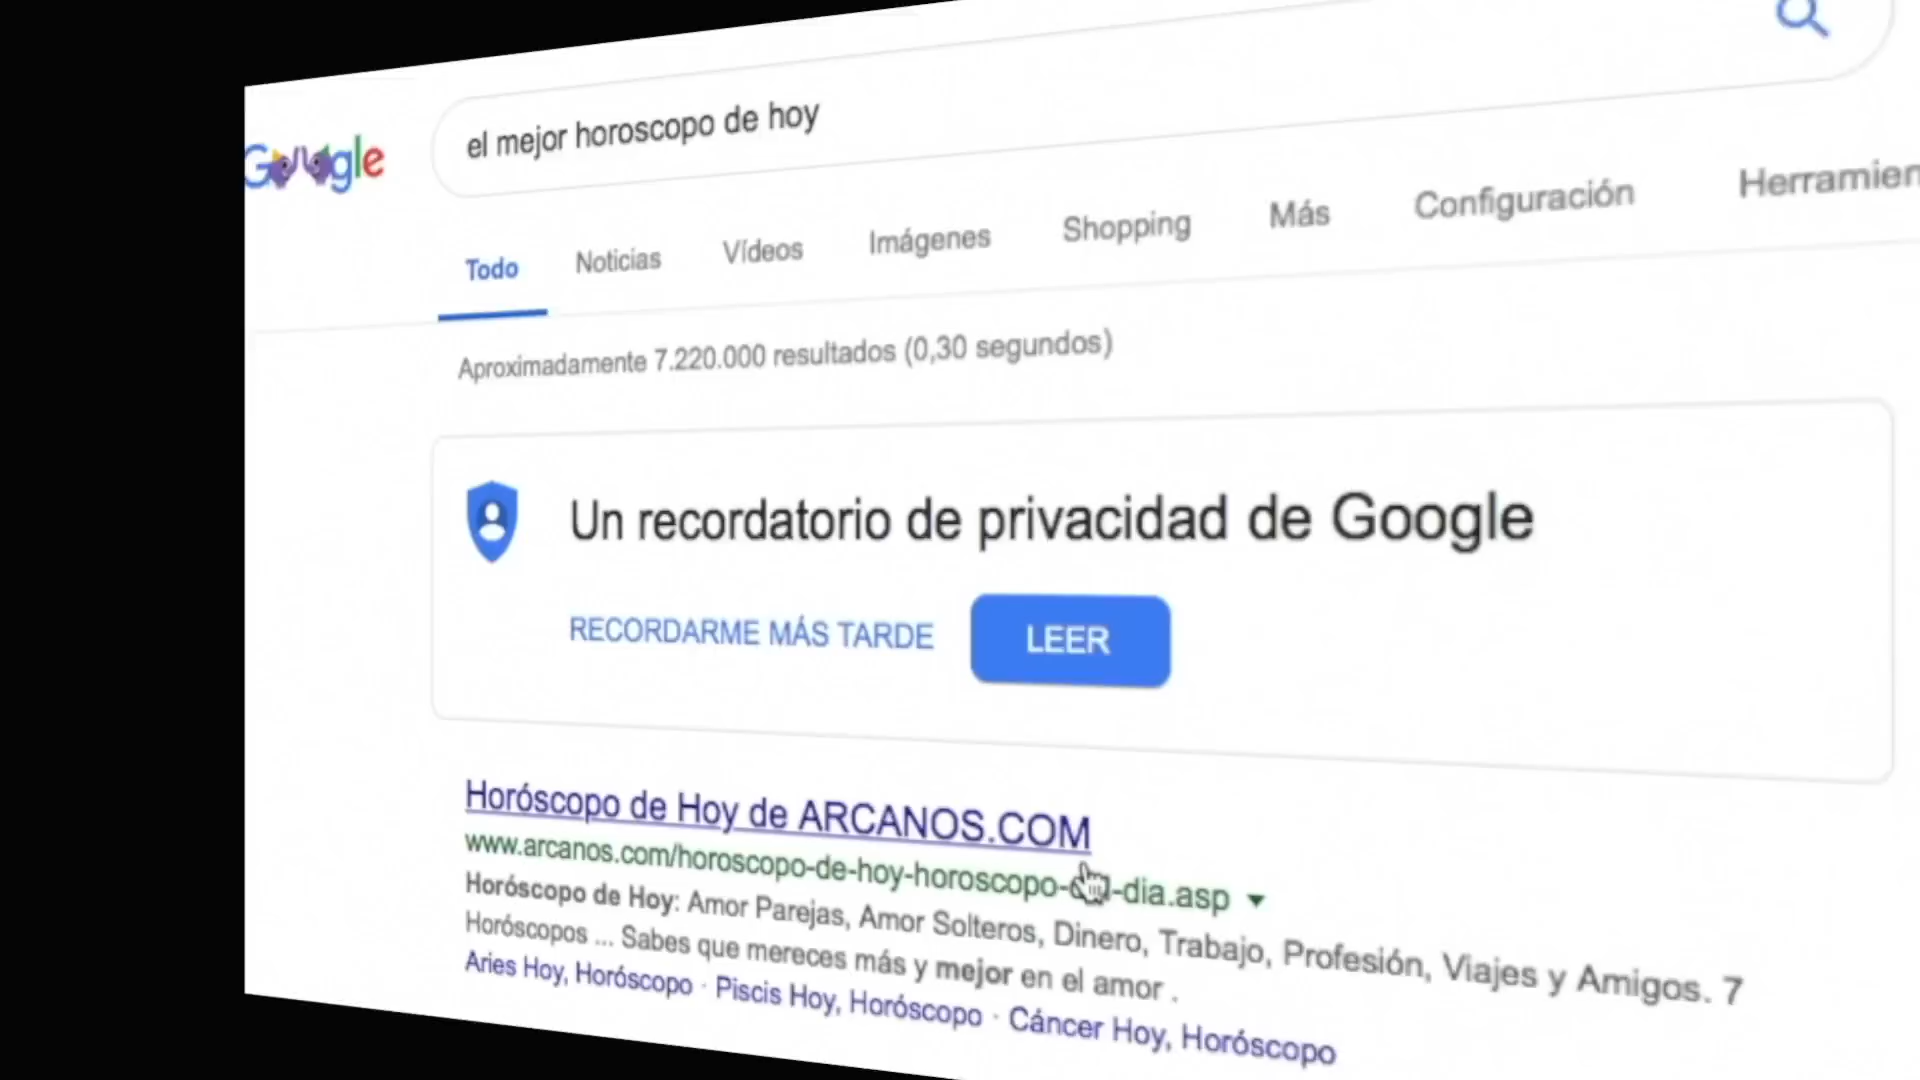 Google
el mejor horoscopo de hoy
Todo Noticias Vídeos Imágenes Shopping Más Configuración
Aproximadamente 7.220.000 resultados (0,30 segundos)
Un recordatorio de privacidad de Google
RECORDARME MÁS TARDE LEER
Horóscopo de Hoy de ARCANOS.COM
www.arcanos.com/horoscopo-de-hoy-horoscopo-del-dia.asp
Horóscopo de Hoy: Amor Parejas, Amor Solteros, Dinero, Trabajo, Profesión, Viajes y Amigos. 7
Horóscopos ... Sabes que mereces más y mejor en el amor .
Aries Hoy, Horóscopo · Piscis Hoy, Horóscopo · Cáncer Hoy, Horóscopo